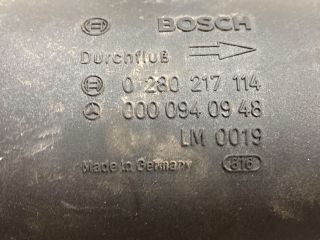 BOSCH
Durchfluß
0 280 217 114
000 094 09 48
LM 0019
Made in Germany 816